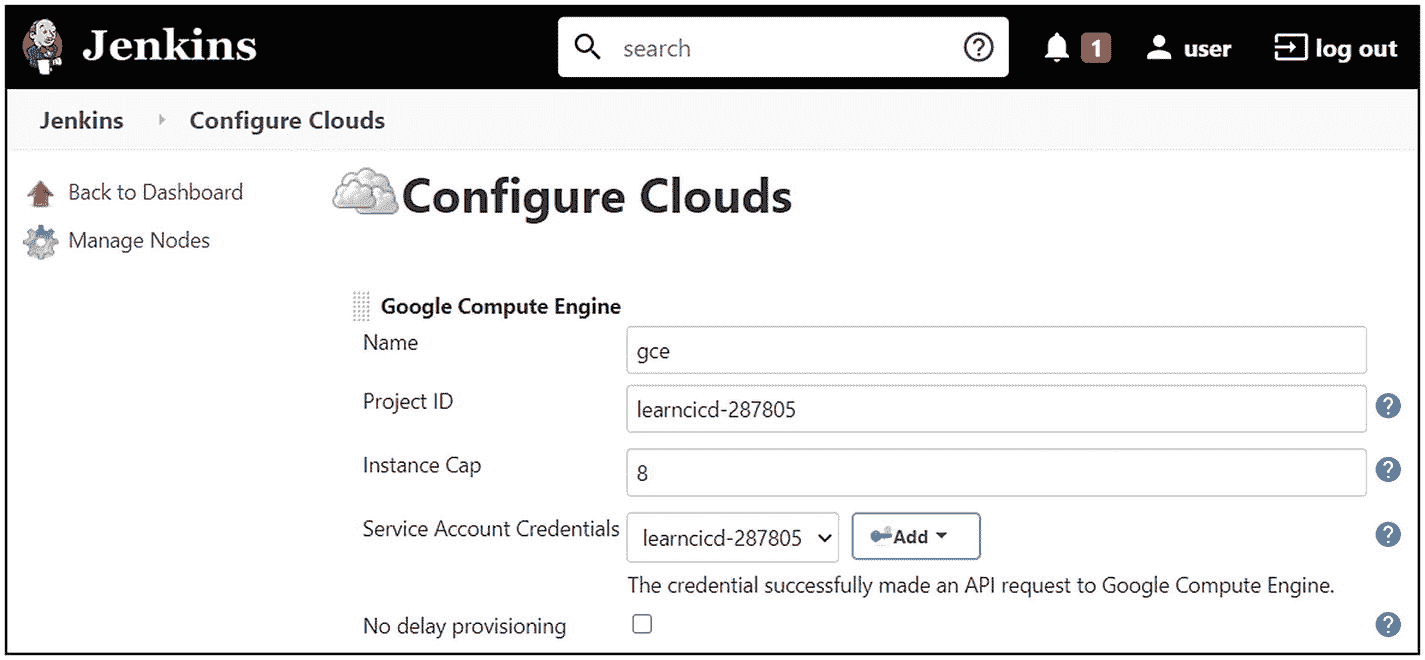 Jenkins
search
1
user
log out
Jenkins
Configure Clouds
Back to Dashboard
Manage Nodes
Configure Clouds
Google Compute Engine
Name
gce
Project ID
learncicd-287805
Instance Cap
8
Service Account Credentials
learncicd-287805
Add
The credential successfully made an API request to Google Compute Engine.
No delay provisioning